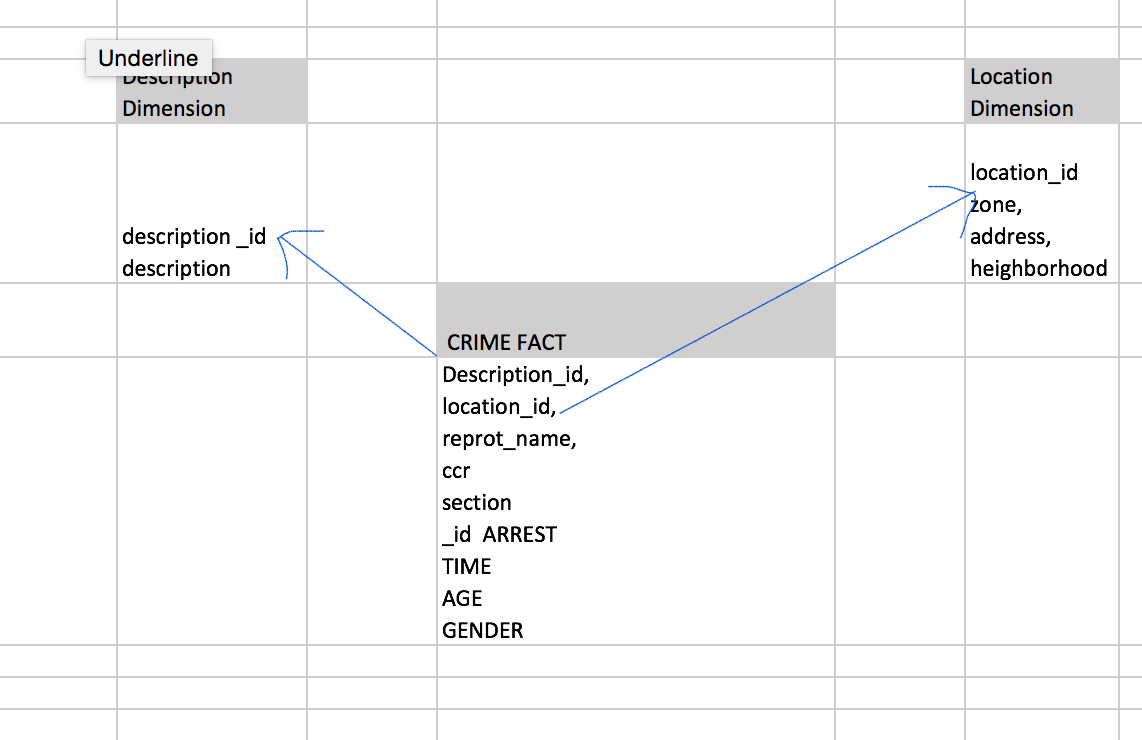 Underline
Description
Dimension
Location
Dimension
description _id
description
location_id
zone,
address,
heighborhood
CRIME FACT
Description_id,
location_id,
reprot_name,
ccr
section
_id  ARREST
TIME
AGE
GENDER